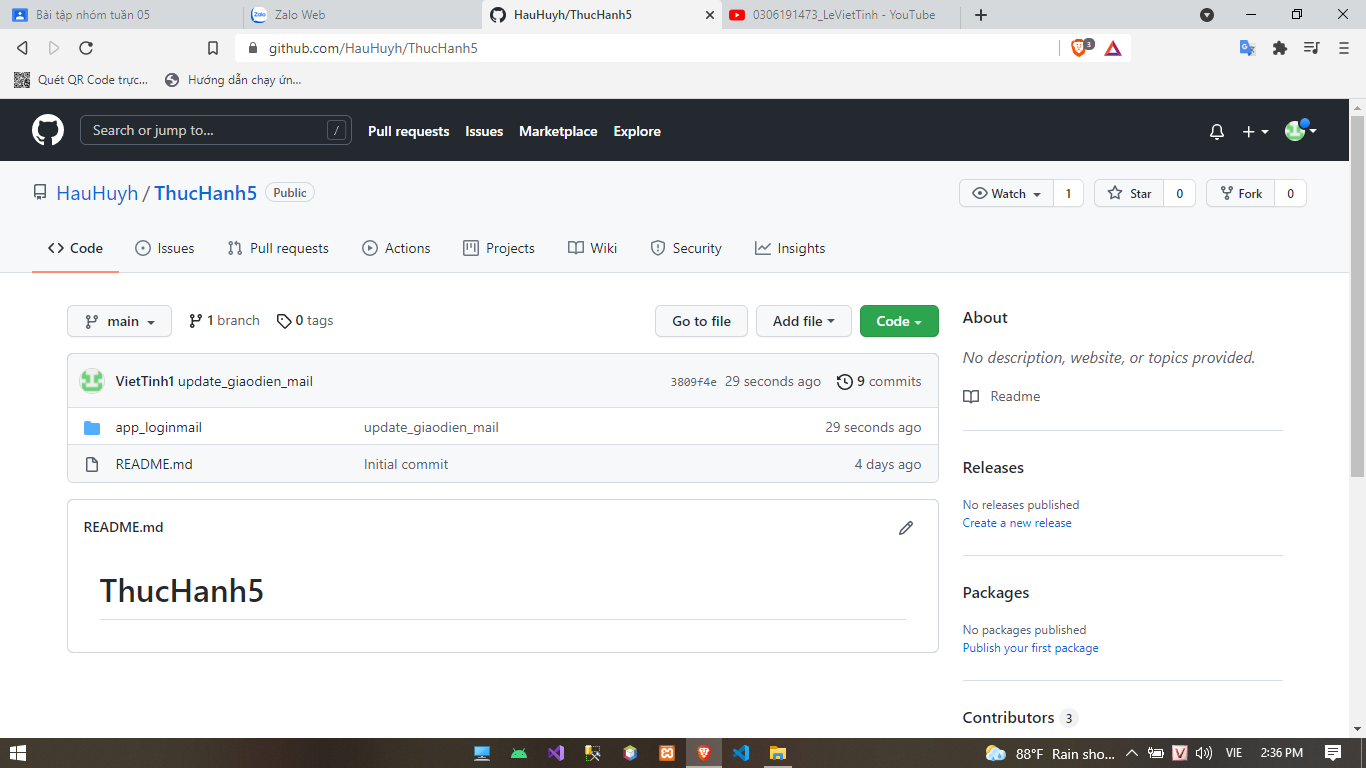 Bài tập nhóm tuần 05
Zalo Web
HauHuyh/ThucHanh5
0306191473_LeVietTinh - YouTube
github.com/HauHuyh/ThucHanh5
3
Quét QR Code trực...
Hướng dẫn chạy ứn...
Search or jump to...
/
Pull requests
Issues
Marketplace
Explore
HauHuyh / ThucHanh5
Public
Watch
1
Star
0
Fork
0
Code
Issues
Pull requests
Actions
Projects
Wiki
Security
Insights
main
1 branch
0 tags
Go to file
Add file
Code
About
No description, website, or topics provided.
Readme
VietTinh1 update_giaodien_mail
3809f4e 29 seconds ago
9 commits
app_loginmail
update_giaodien_mail
29 seconds ago
README.md
Initial commit
4 days ago
Releases
No releases published
Create a new release
README.md
ThucHanh5
Packages
No packages published
Publish your first package
Contributors 3
88°F Rain sho...
V
VIE
2:36 PM